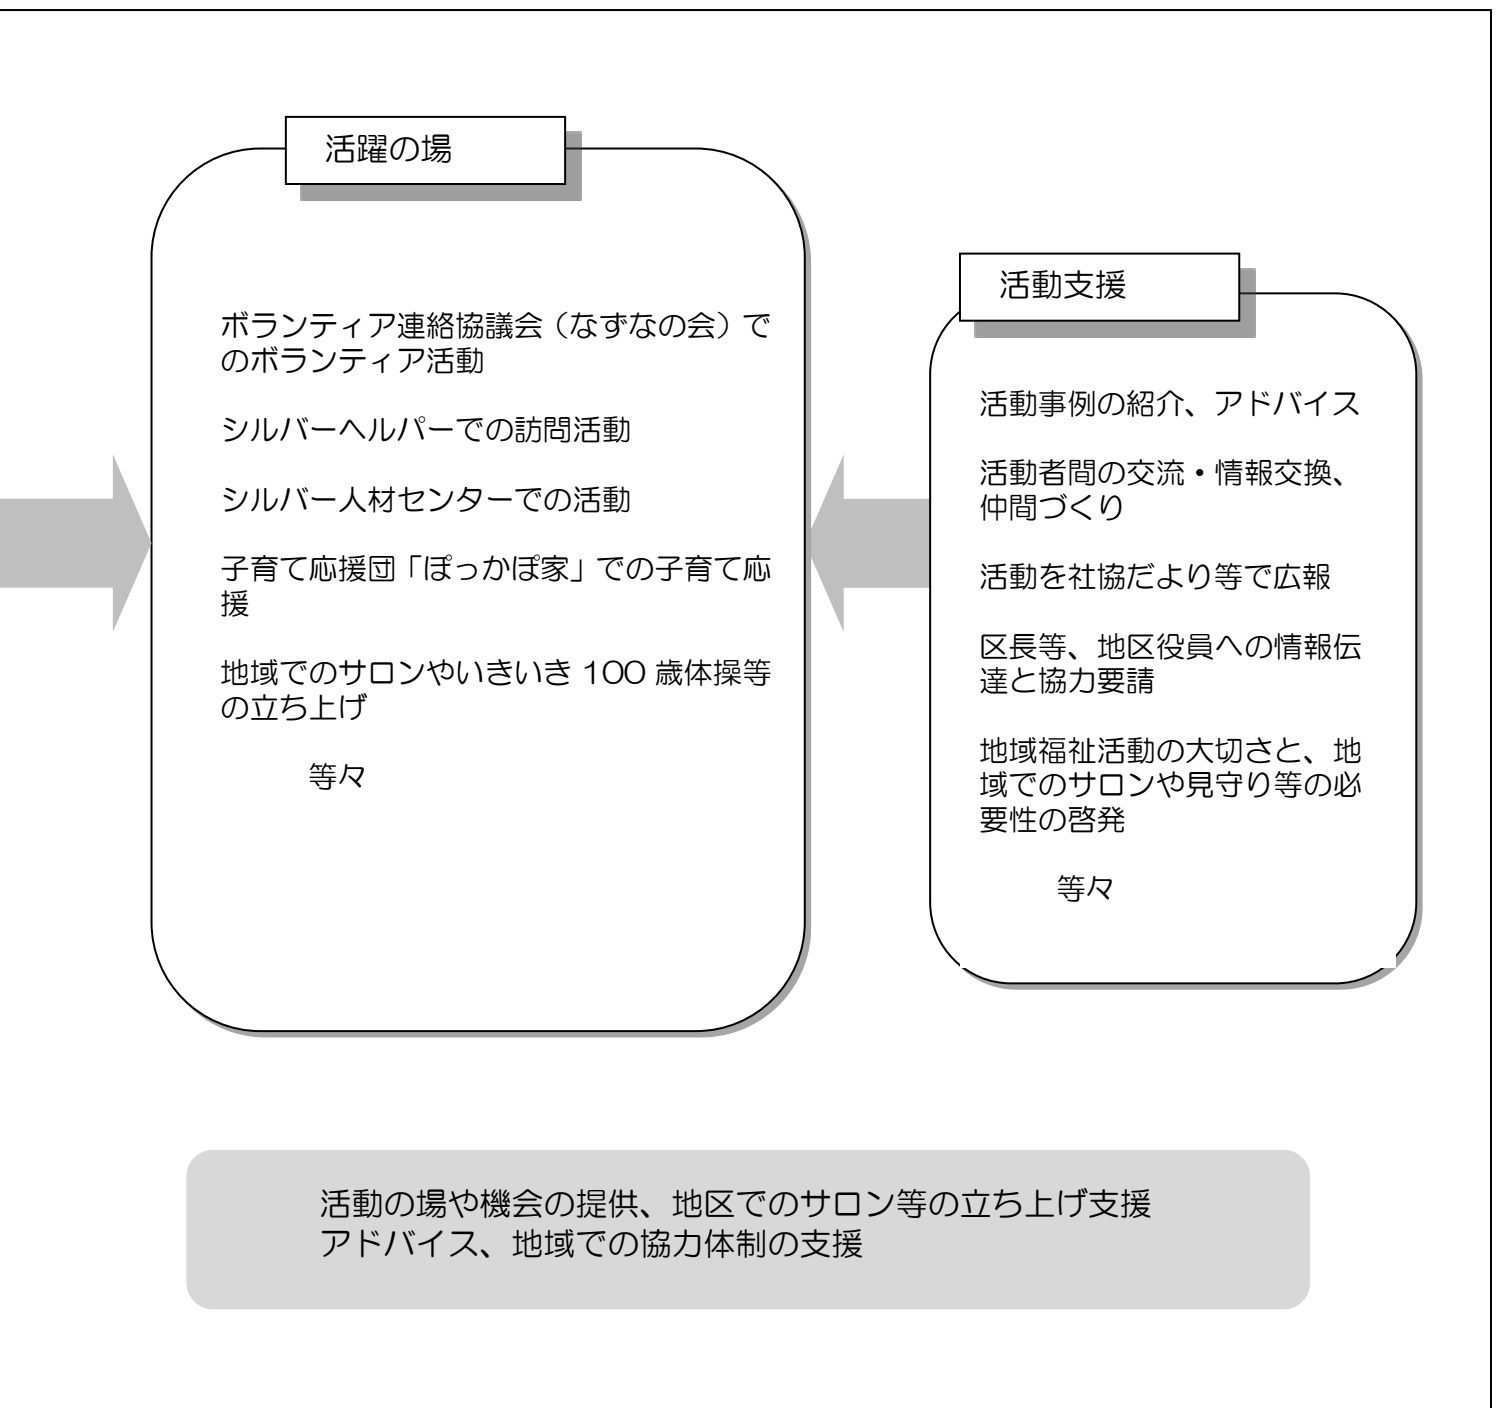 活躍の場
ボランティア連絡協議会（なずなの会）で
のボランティア活動
シルバーヘルパーでの訪問活動
シルバー人材センターでの活動
子育て応援団「ぽっかぽ家」での子育て応
援
地域でのサロンやいきいき 100 歳体操等
の立ち上げ
等々
活動支援
活動事例の紹介、アドバイス
活動者間の交流・情報交換、
仲間づくり
活動を社協だより等で広報
区長等、地区役員への情報伝
達と協力要請
地域福祉活動の大切さと、地
域でのサロンや見守り等の必
要性の啓発
等々
活動の場や機会の提供、地区でのサロン等の立ち上げ支援
アドバイス、地域での協力体制の支援